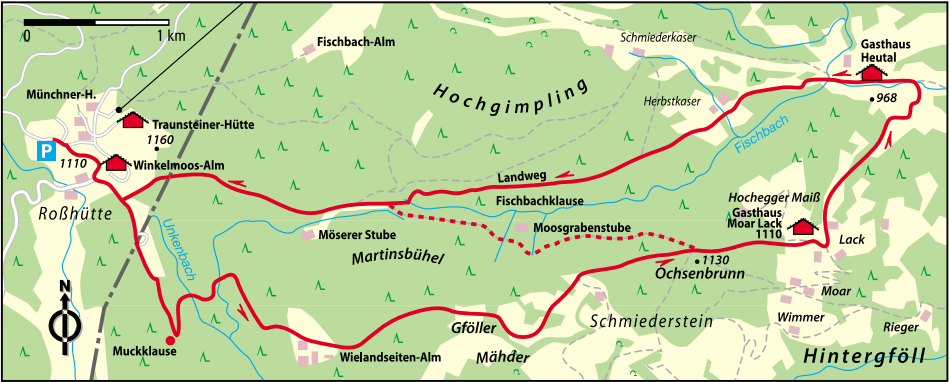 0
1 km
Fischbach-Alm
Schmiederkaser
Gasthaus
Heutal
968
Münchner-H.
Hochgimpling
Herbstkaser
Traunsteiner-Hütte
1160
P
1110
Winkelmoos-Alm
Fischbach
Landweg
Roßhütte
Fischbachklause
Hochegger Maiß
Gasthaus
Moar Lack
1110
Moosgrabenstube
Möserer Stube
Unkenbach
Martinsbühel
Lack
1130
Öchsenbrunn
N
Moar
Gföller
Schmiederstein
Wimmer
Rieger
Muckklause
Wielandseiten-Alm
Mähder
Hintergföll